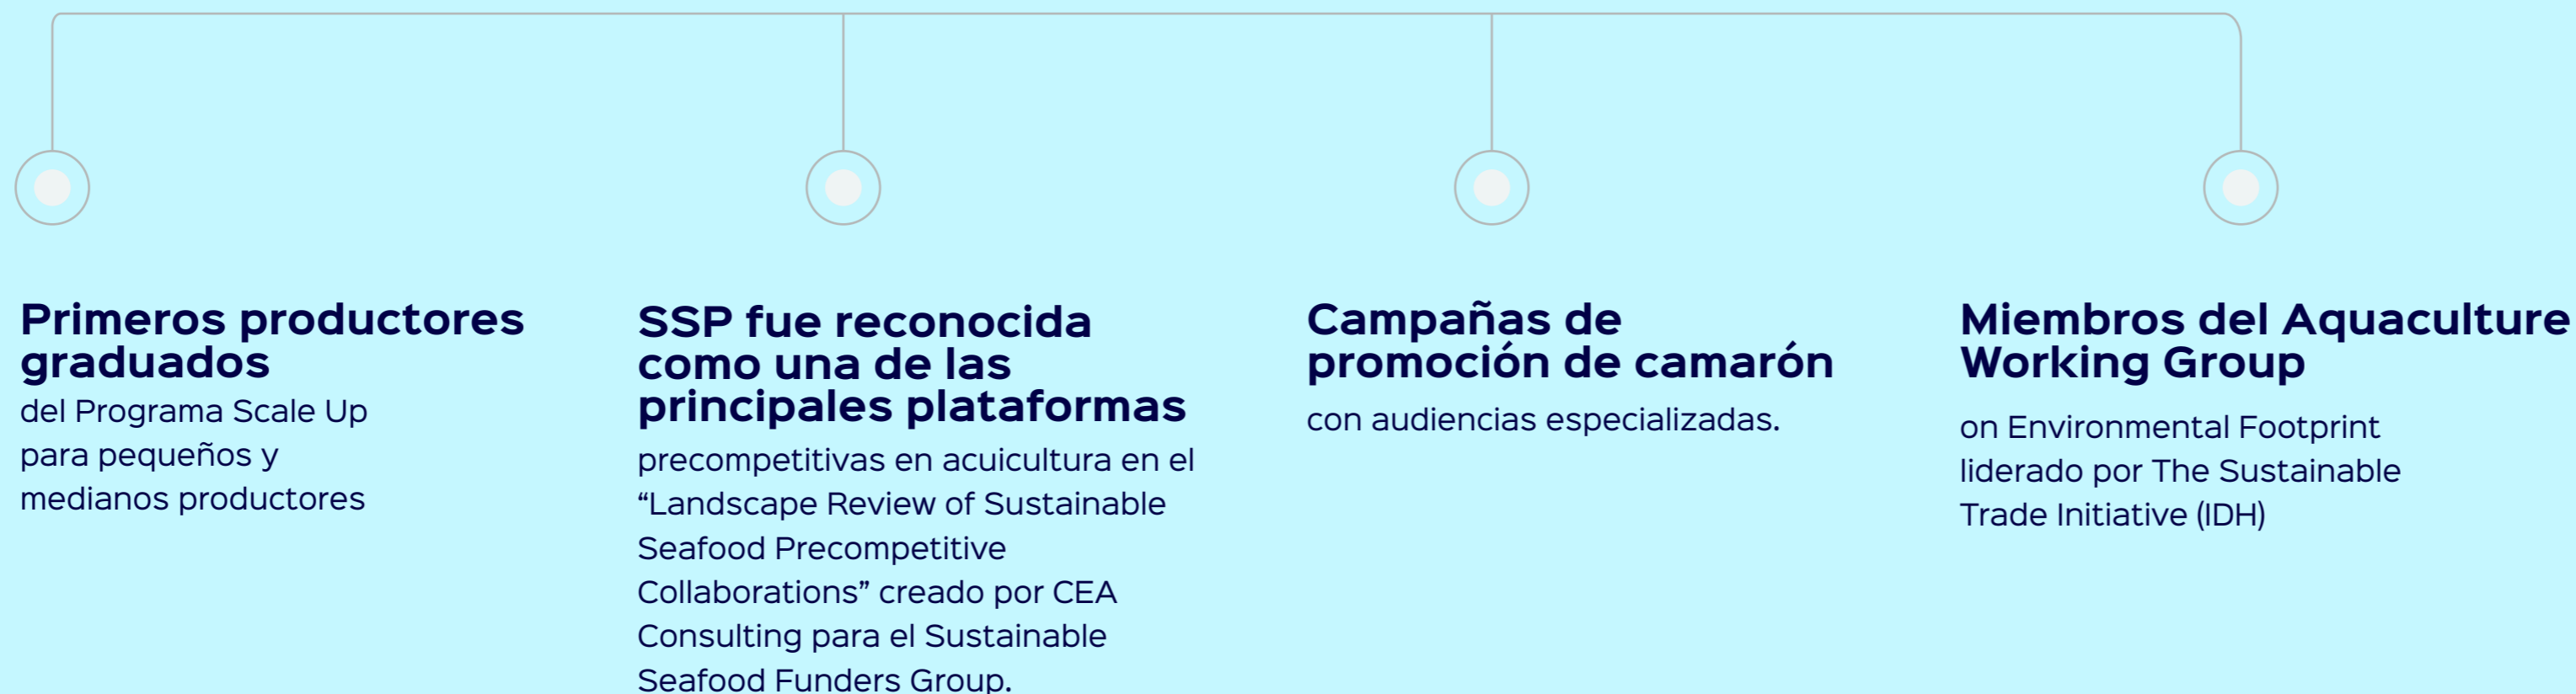 Primeros productores
graduados
del Programa Scale Up
para pequeños y
medianos productores
SSP fue reconocida
como una de las
principales plataformas
precompetitivas en acuicultura en el
“Landscape Review of Sustainable
Seafood Precompetitive
Collaborations” creado por CEA
Consulting para el Sustainable
Seafood Funders Group.
Campañas de
promoción de camarón
con audiencias especializadas.
Miembros del Aquaculture
Working Group
on Environmental Footprint
liderado por The Sustainable
Trade Initiative (IDH)